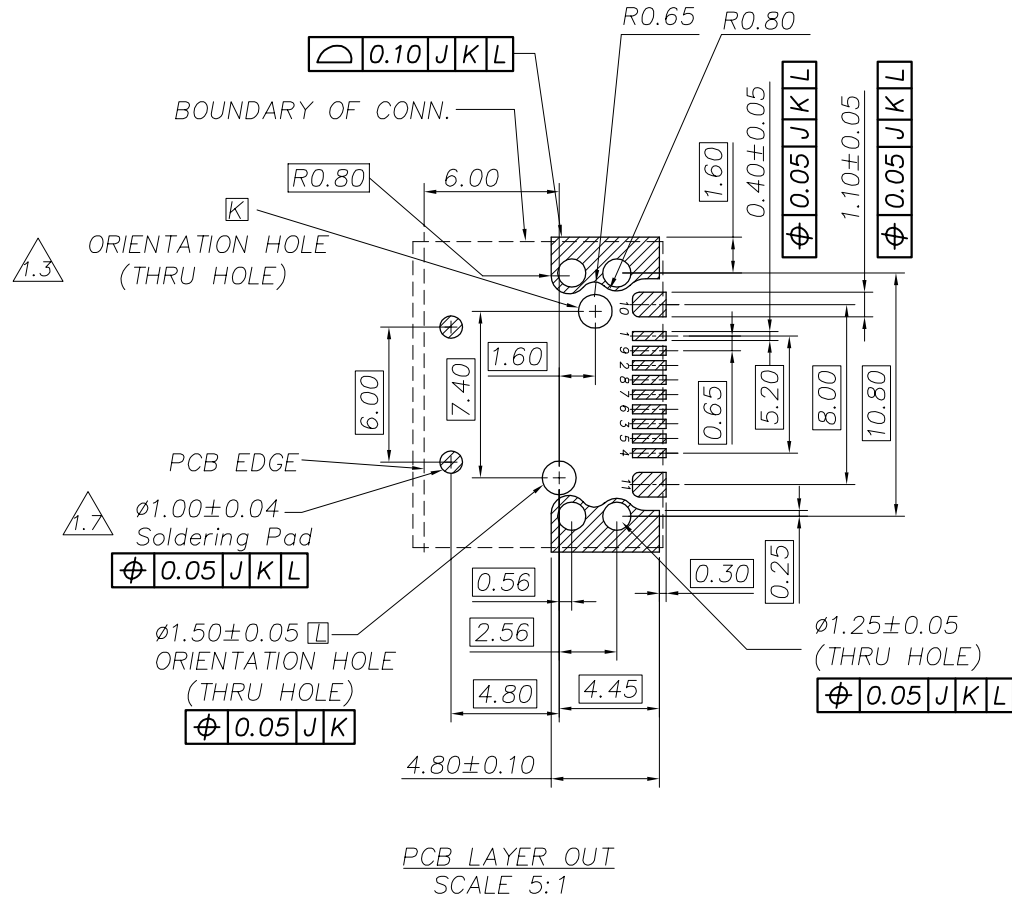 R0.65
R0.80
0.10 J K L
BOUNDARY OF CONN.
R0.80
6.00
1.60
0.40±0.05
⌖ 0.05 J K L
1.10±0.05
⌖ 0.05 J K L
K
ORIENTATION HOLE
(THRU HOLE)
1.3
10
1
9
2
8
7
6
3
5
4
11
1.60
6.00
7.40
0.65
5.20
8.00
10.80
PCB EDGE
1.7
ø1.00±0.04
Soldering Pad
⌖ 0.05 J K L
0.56
0.30
0.25
2.56
ø1.50±0.05 L
ORIENTATION HOLE
(THRU HOLE)
⌖ 0.05 J K
ø1.25±0.05
(THRU HOLE)
⌖ 0.05 J K L
4.80
4.45
4.80±0.10
PCB LAYER OUT
SCALE 5:1